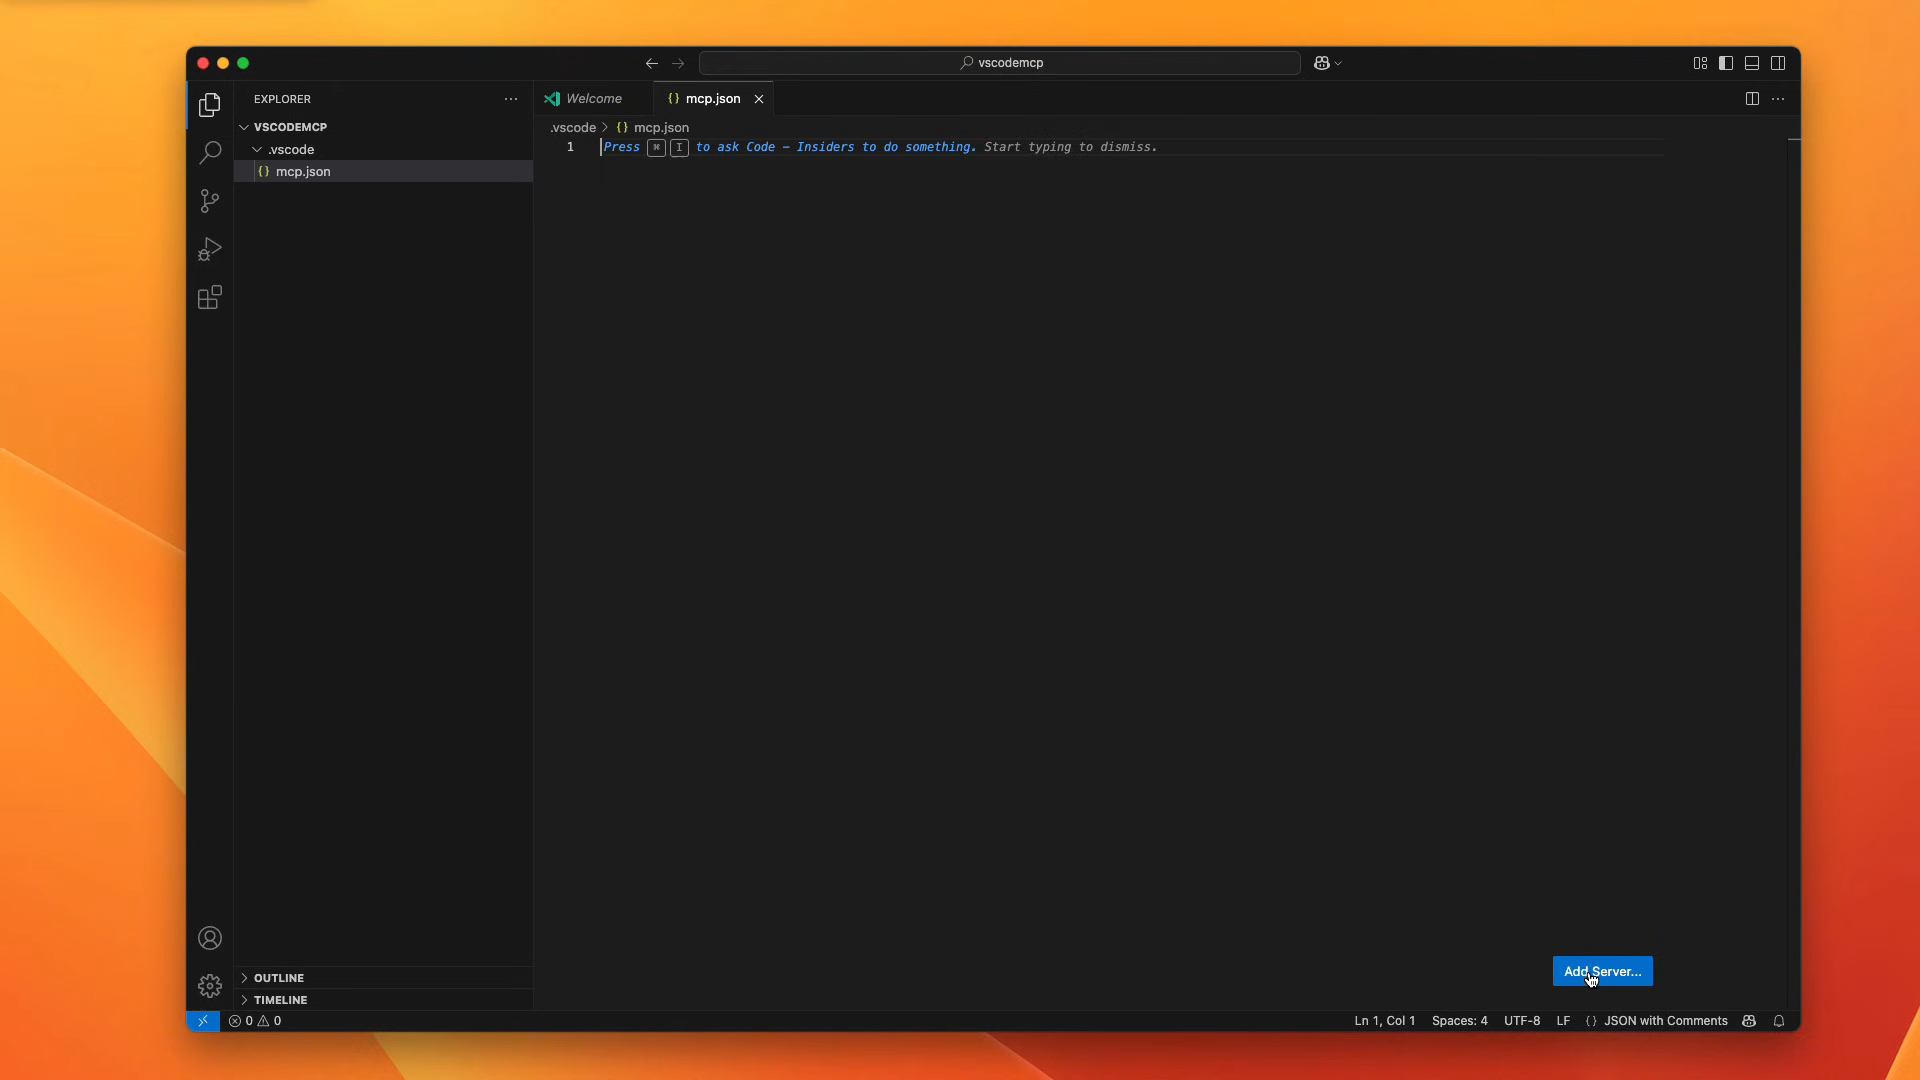 vscodemcp
EXPLORER
Welcome
mcp.json
VSCODEMCP
.vscode > {} mcp.json
.vscode
mcp.json
1 Press ⌘ I to ask Code – Insiders to do something. Start typing to dismiss.
Add Server...
OUTLINE
TIMELINE
0 0 Ln 1, Col 1 Spaces: 4 UTF-8 LF {} JSON with Comments